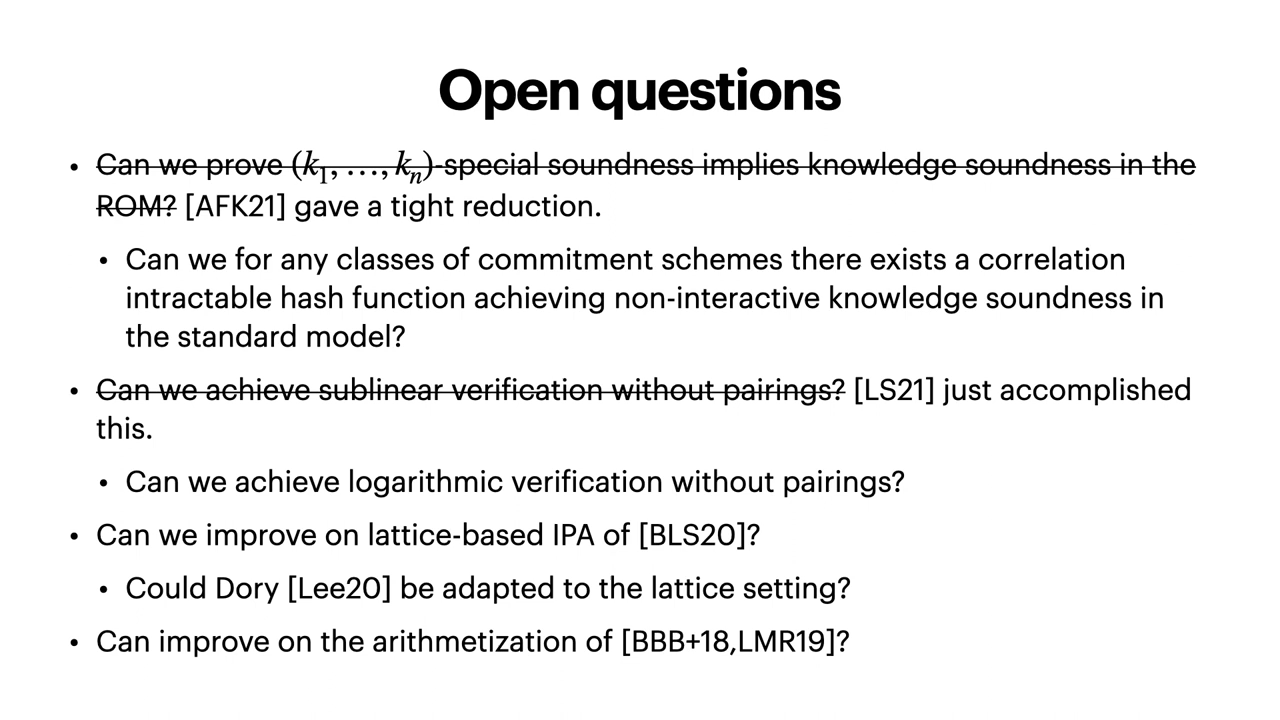 Open questions
• Can we prove (k₁, …, kₙ)-special soundness implies knowledge soundness in the
ROM? [AFK21] gave a tight reduction.
• Can we for any classes of commitment schemes there exists a correlation
intractable hash function achieving non-interactive knowledge soundness in
the standard model?
• Can we achieve sublinear verification without pairings? [LS21] just accomplished
this.
• Can we achieve logarithmic verification without pairings?
• Can we improve on lattice-based IPA of [BLS20]?
• Could Dory [Lee20] be adapted to the lattice setting?
• Can improve on the arithmetization of [BBB+18,LMR19]?